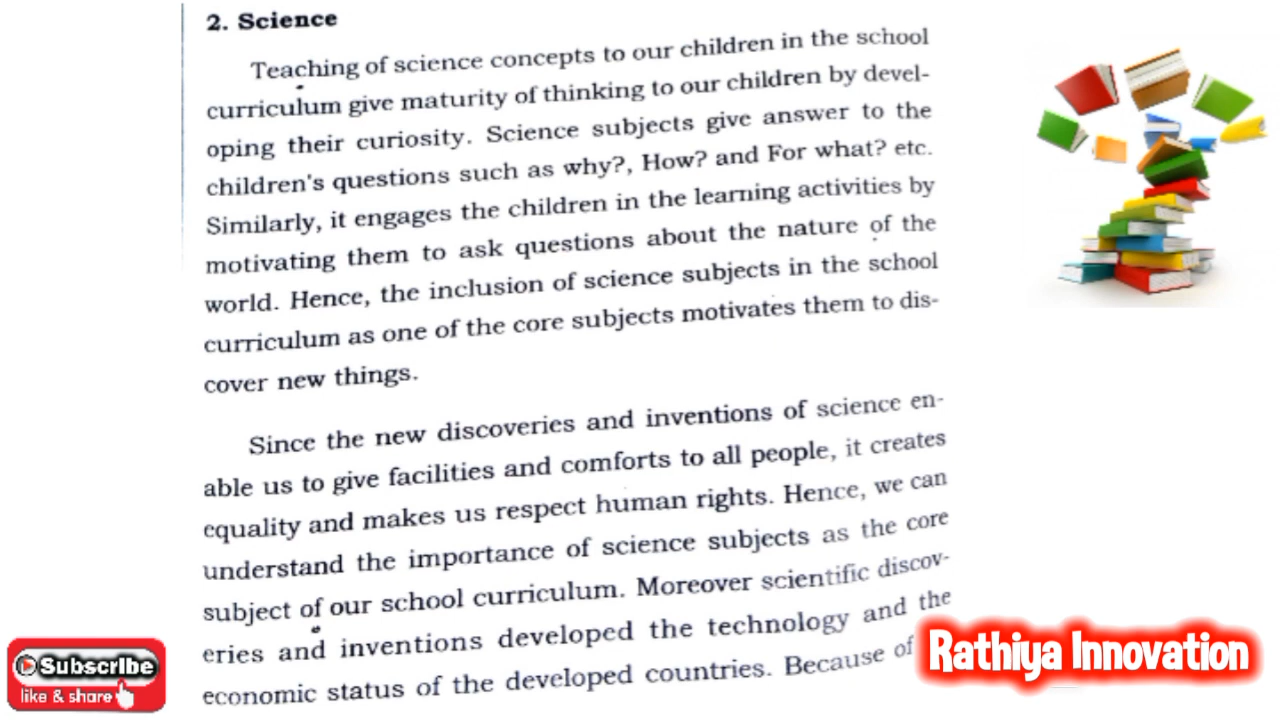 2. Science
Teaching of science concepts to our children in the school
curriculum give maturity of thinking to our children by devel-
oping their curiosity. Science subjects give answer to the
children's questions such as why?, How? and For what? etc.
Similarly, it engages the children in the learning activities by
motivating them to ask questions about the nature of the
world. Hence, the inclusion of science subjects in the school
curriculum as one of the core subjects motivates them to dis-
cover new things.
Since the new discoveries and inventions of science en-
able us to give facilities and comforts to all people, it creates
equality and makes us respect human rights. Hence, we can
understand the importance of science subjects as the core
subject of our school curriculum. Moreover scientific discov-
eries and inventions developed the technology and the
economic status of the developed countries. Because of
Subscribe
like & share
Rathiya Innovation